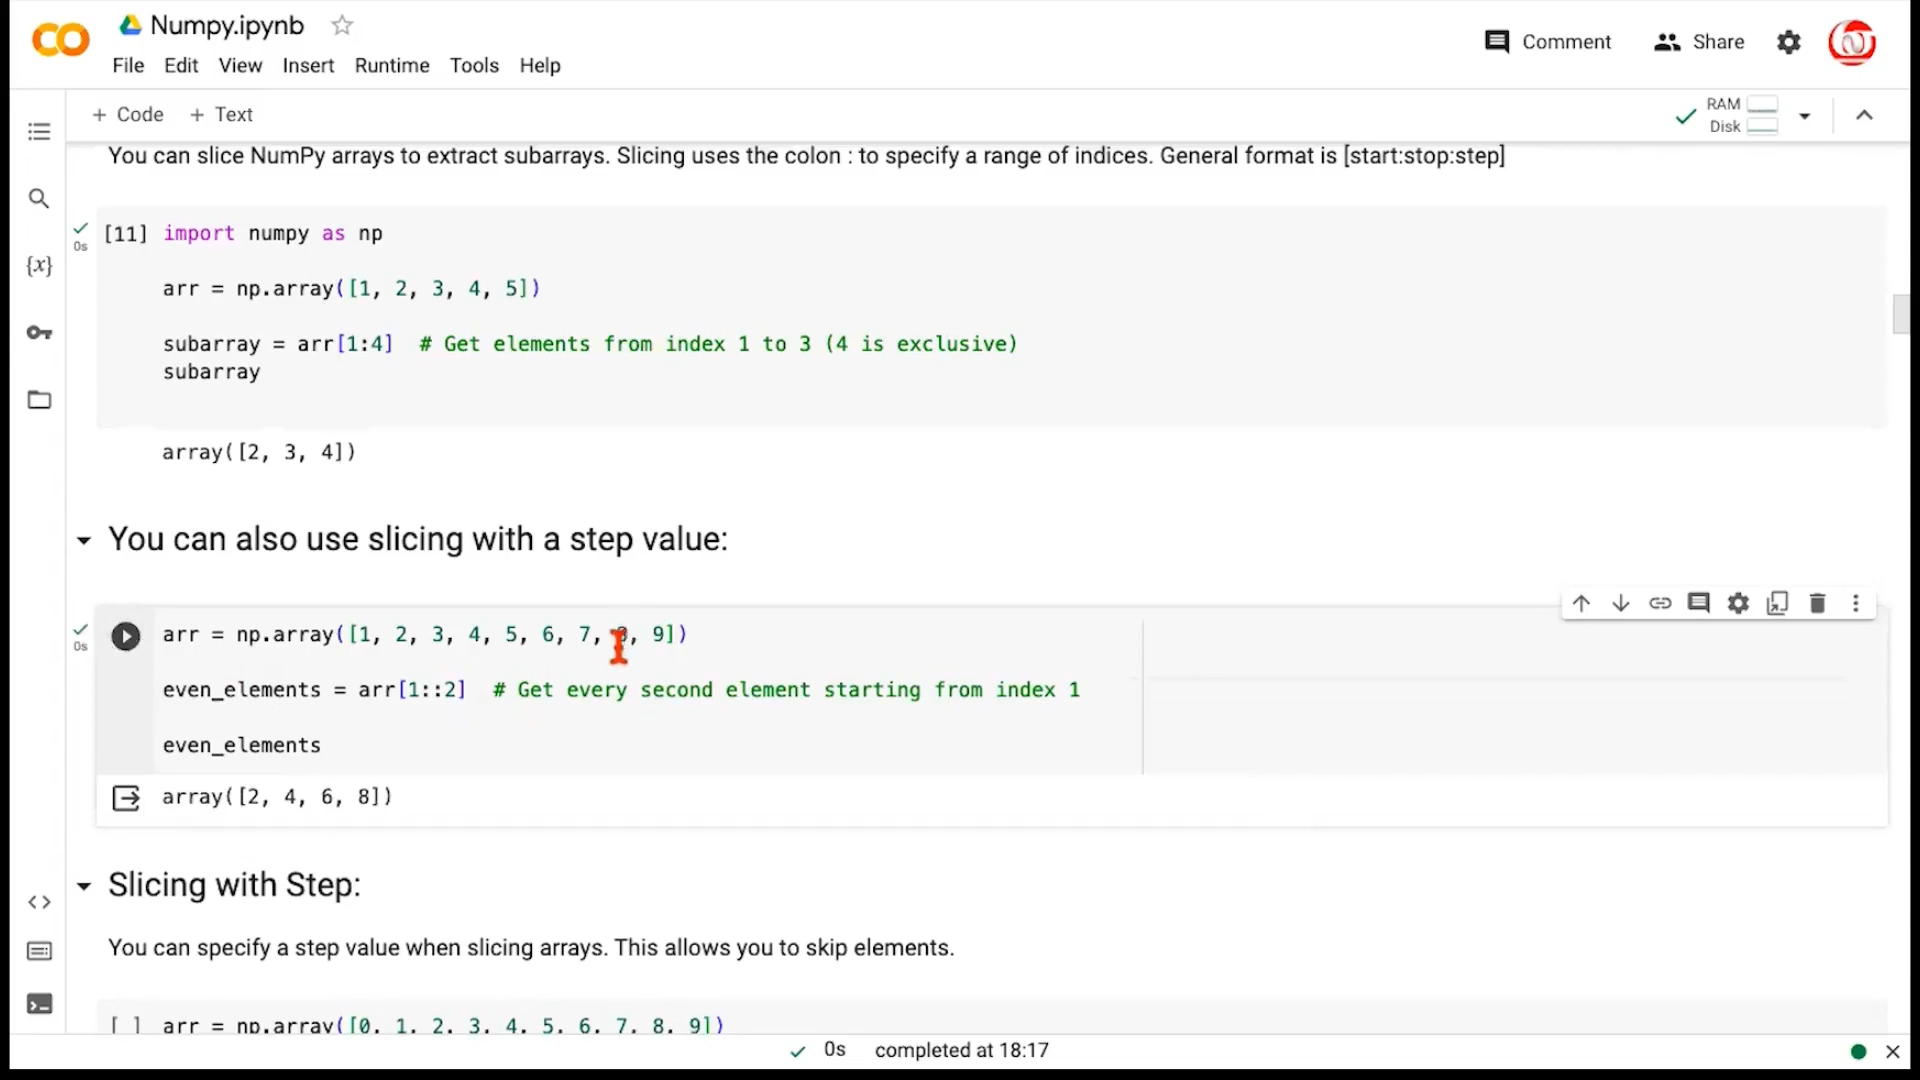 Numpy.ipynb
File Edit View Insert Runtime Tools Help
Comment Share
+ Code + Text
RAM
Disk
You can slice NumPy arrays to extract subarrays. Slicing uses the colon : to specify a range of indices. General format is [start:stop:step]
0s
[11] import numpy as np
arr = np.array([1, 2, 3, 4, 5])
subarray = arr[1:4]  # Get elements from index 1 to 3 (4 is exclusive)
subarray
array([2, 3, 4])
You can also use slicing with a step value:
0s
arr = np.array([1, 2, 3, 4, 5, 6, 7, 8, 9])
even_elements = arr[1::2]  # Get every second element starting from index 1
even_elements
array([2, 4, 6, 8])
Slicing with Step:
You can specify a step value when slicing arrays. This allows you to skip elements.
[ ] arr = np.array([0, 1, 2, 3, 4, 5, 6, 7, 8, 9])
0s completed at 18:17